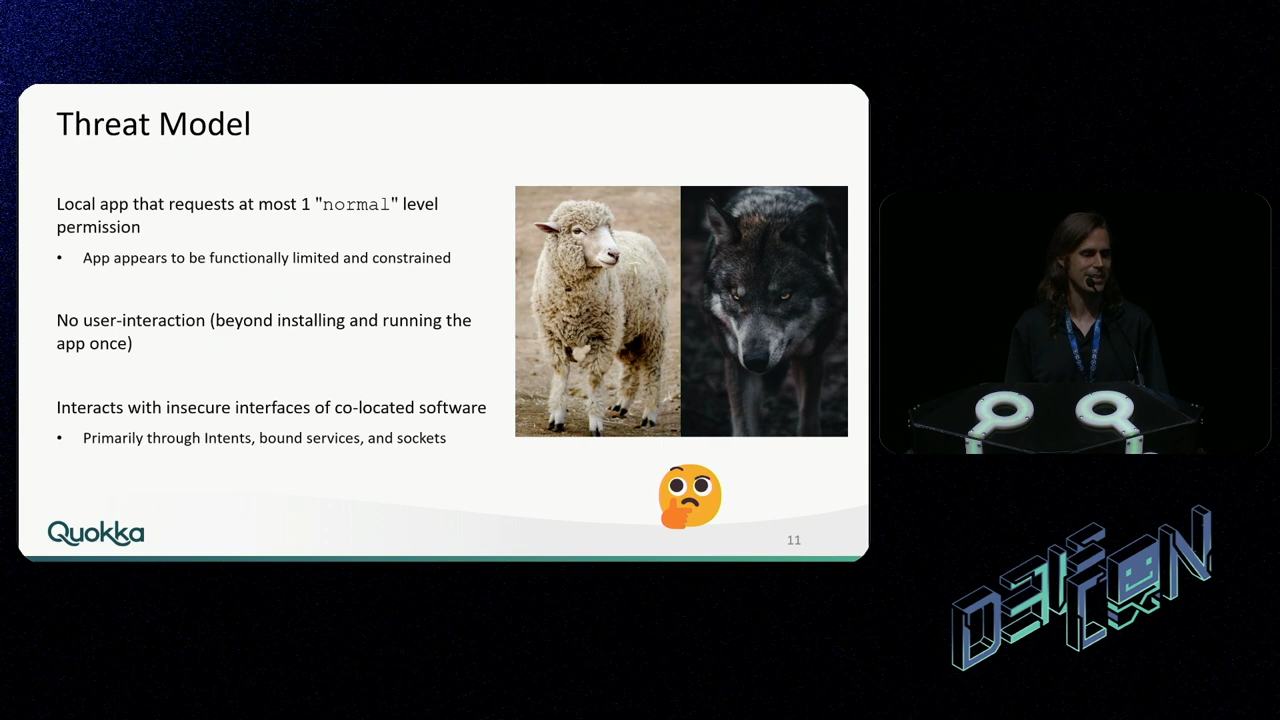 Threat Model
Local app that requests at most 1 "normal" level
permission
• App appears to be functionally limited and constrained
No user-interaction (beyond installing and running the
app once)
Interacts with insecure interfaces of co-located software
• Primarily through Intents, bound services, and sockets
Quokka
11
DEFCON